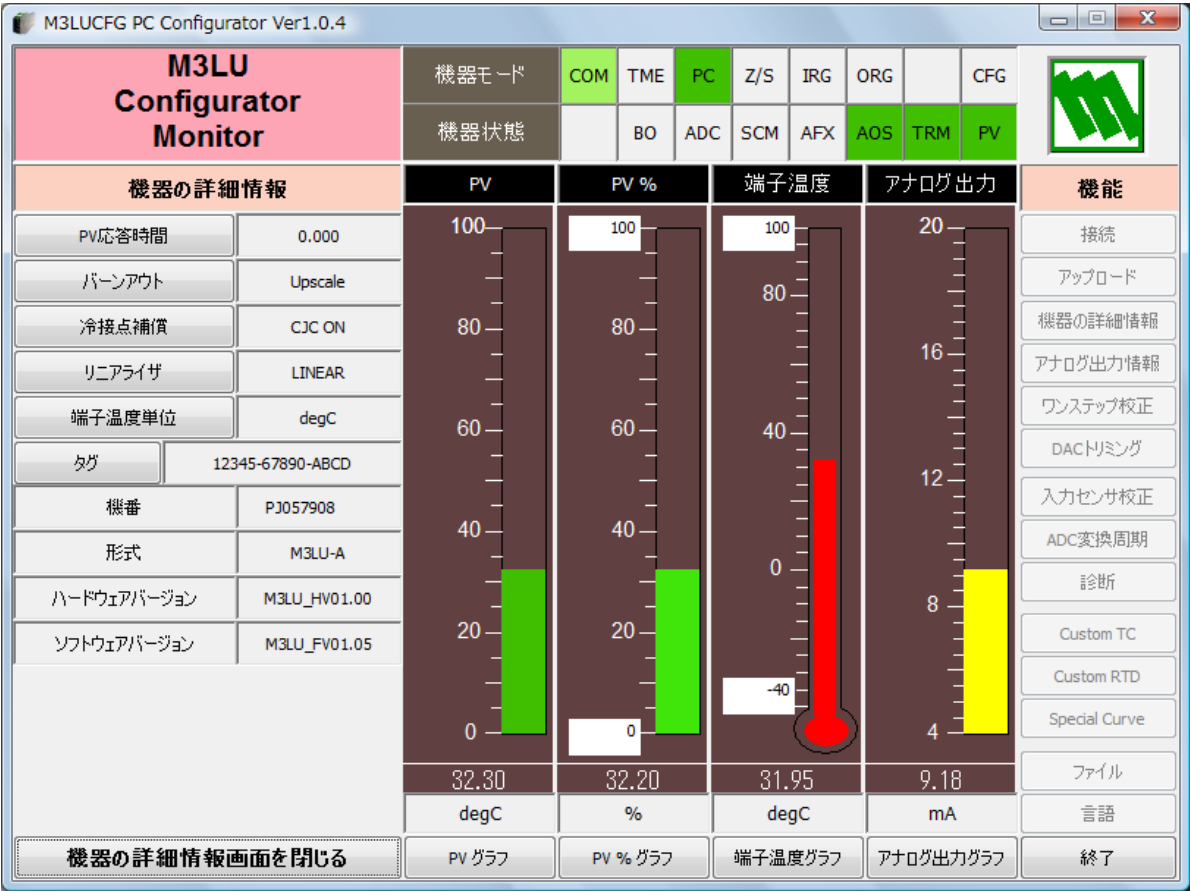 M3LUCFG PC Configurator Ver1.0.4
M3LU
Configurator
Monitor
機器モード
COM TME PC Z/S IRG ORG CFG
機器状態
BO ADC SCM AFX AOS TRM PV
機器の詳細情報
PV応答時間 0.000
バーンアウト Upscale
冷接点補償 CJC ON
リニアライザ LINEAR
端子温度単位 degC
タグ 12345-67890-ABCD
機番 PJ057908
形式 M3LU-A
ハードウェアバージョン M3LU_HV01.00
ソフトウェアバージョン M3LU_FV01.05
機器の詳細情報画面を閉じる
PV
100
80
60
40
20
0
32.30
degC
PV グラフ
PV %
100
80
60
40
20
0
32.20
%
PV % グラフ
端子温度
100
80
40
0
-40
31.95
degC
端子温度グラフ
アナログ出力
20
16
12
8
4
9.18
mA
アナログ出力グラフ
機能
接続
アップロード
機器の詳細情報
アナログ出力情報
ワンステップ校正
DACトリミング
入力センサ校正
ADC変換周期
診断
Custom TC
Custom RTD
Special Curve
ファイル
言語
終了